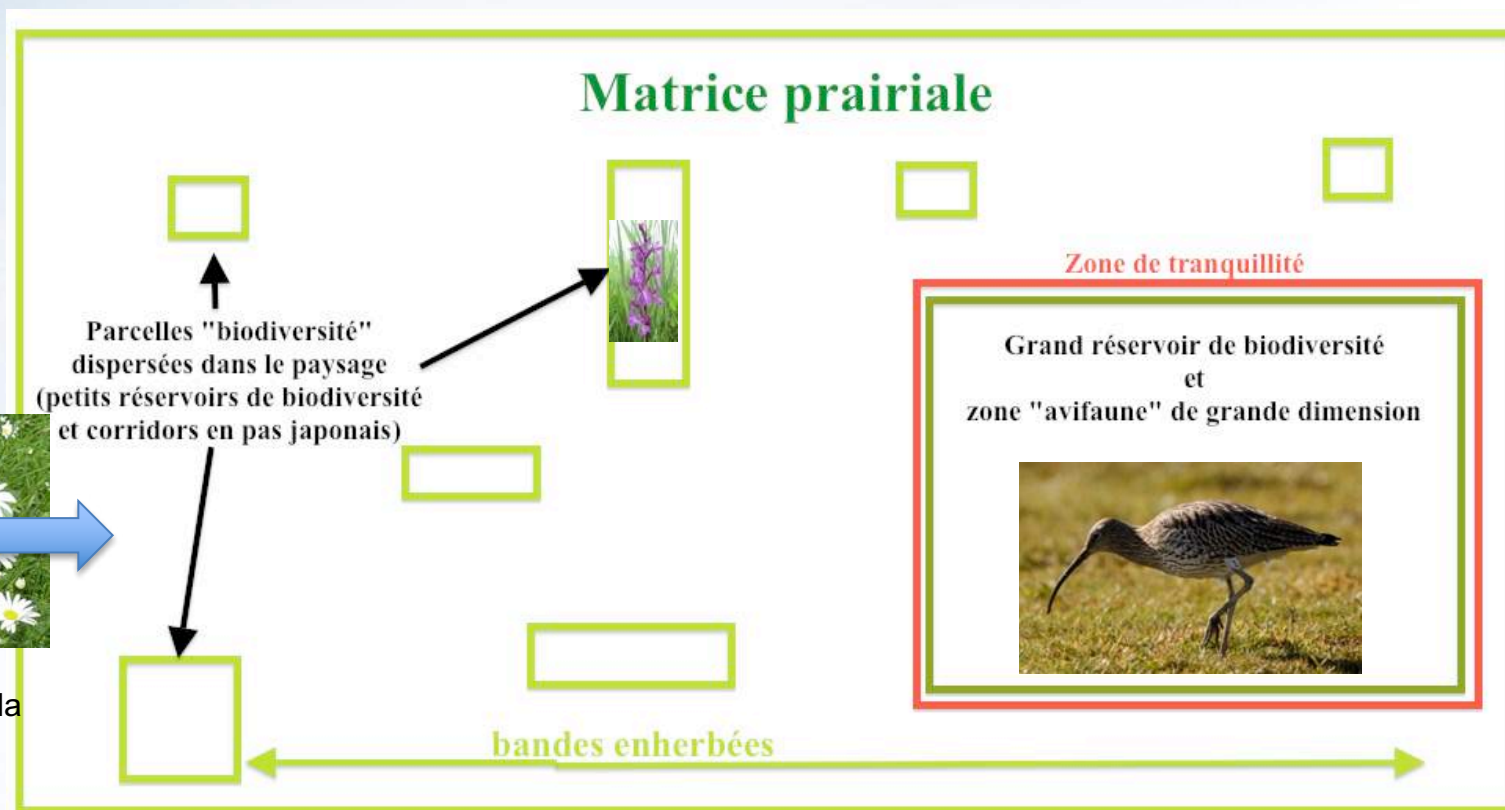 Matrice prairiale
Zone de tranquillité
Parcelles "biodiversité"
dispersées dans le paysage
(petits réservoirs de biodiversité
et corridors en pas japonais)
Grand réservoir de biodiversité
et
zone "avifaune" de grande dimension
la
bandes enherbées